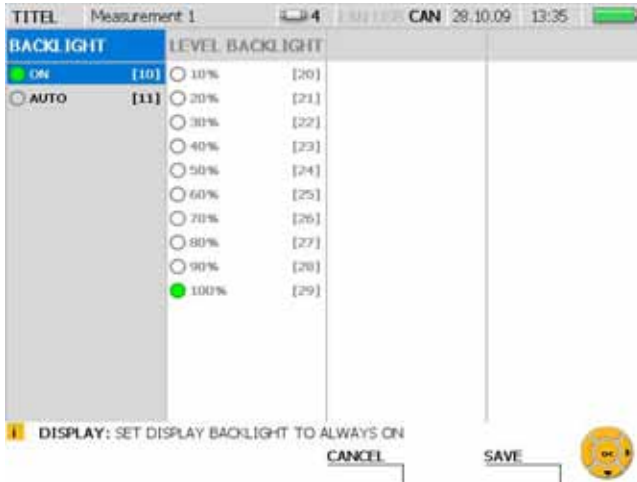 TITEL Measurement 1 4 CAN 28.10.09 13:35
BACKLIGHT LEVEL BACKLIGHT
ON [10] 10% [20]
AUTO [11] 20% [21]
30% [22]
40% [23]
50% [24]
60% [25]
70% [26]
80% [27]
90% [28]
100% [29]
i DISPLAY: SET DISPLAY BACKLIGHT TO ALWAYS ON
CANCEL SAVE
OK